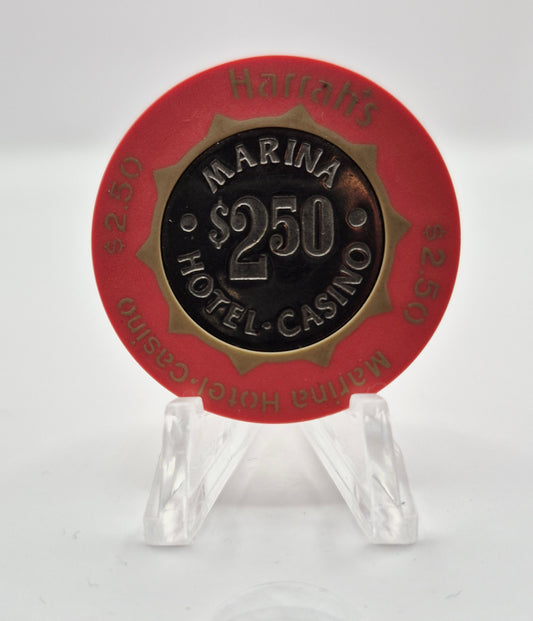 Harrah's
$2.50
Marina Hotel·Casino
$2.50
MARINA
$2.50
HOTEL·CASINO